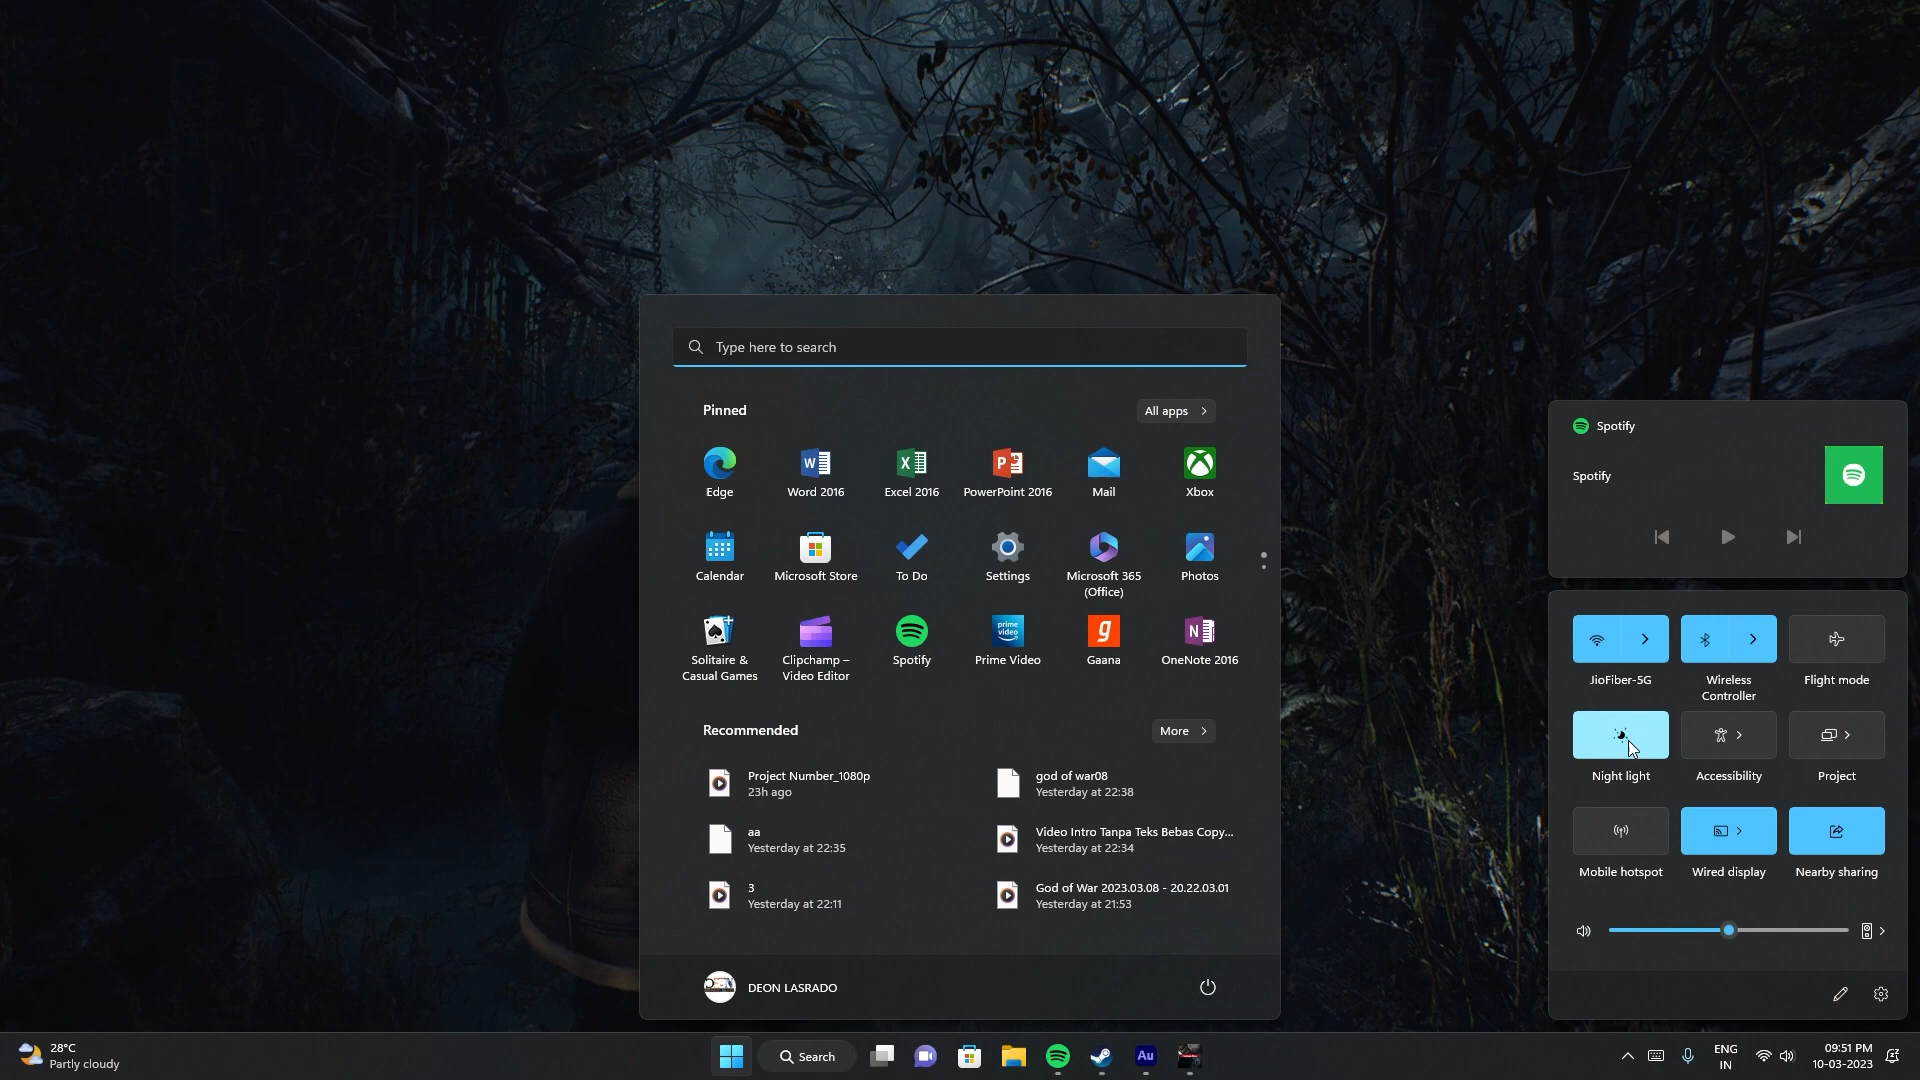 Type here to search
Pinned
All apps
Edge
Word 2016
Excel 2016
PowerPoint 2016
Mail
Xbox
Calendar
Microsoft Store
To Do
Settings
Microsoft 365
(Office)
Photos
Solitaire &
Casual Games
Clipchamp –
Video Editor
Spotify
prime
video
Prime Video
Gaana
OneNote 2016
Recommended
More
Project Number_1080p
23h ago
god of war08
Yesterday at 22:38
aa
Yesterday at 22:35
Video Intro Tanpa Teks Bebas Copy...
Yesterday at 22:34
3
Yesterday at 22:11
God of War 2023.03.08 - 20.22.03.01
Yesterday at 21:53
DEON LASRADO
Spotify
Spotify
JioFiber-5G
Wireless
Controller
Flight mode
Night light
Accessibility
Project
Mobile hotspot
Wired display
Nearby sharing
28°C
Partly cloudy
Search
Au
ENG
IN
09:51 PM
10-03-2023